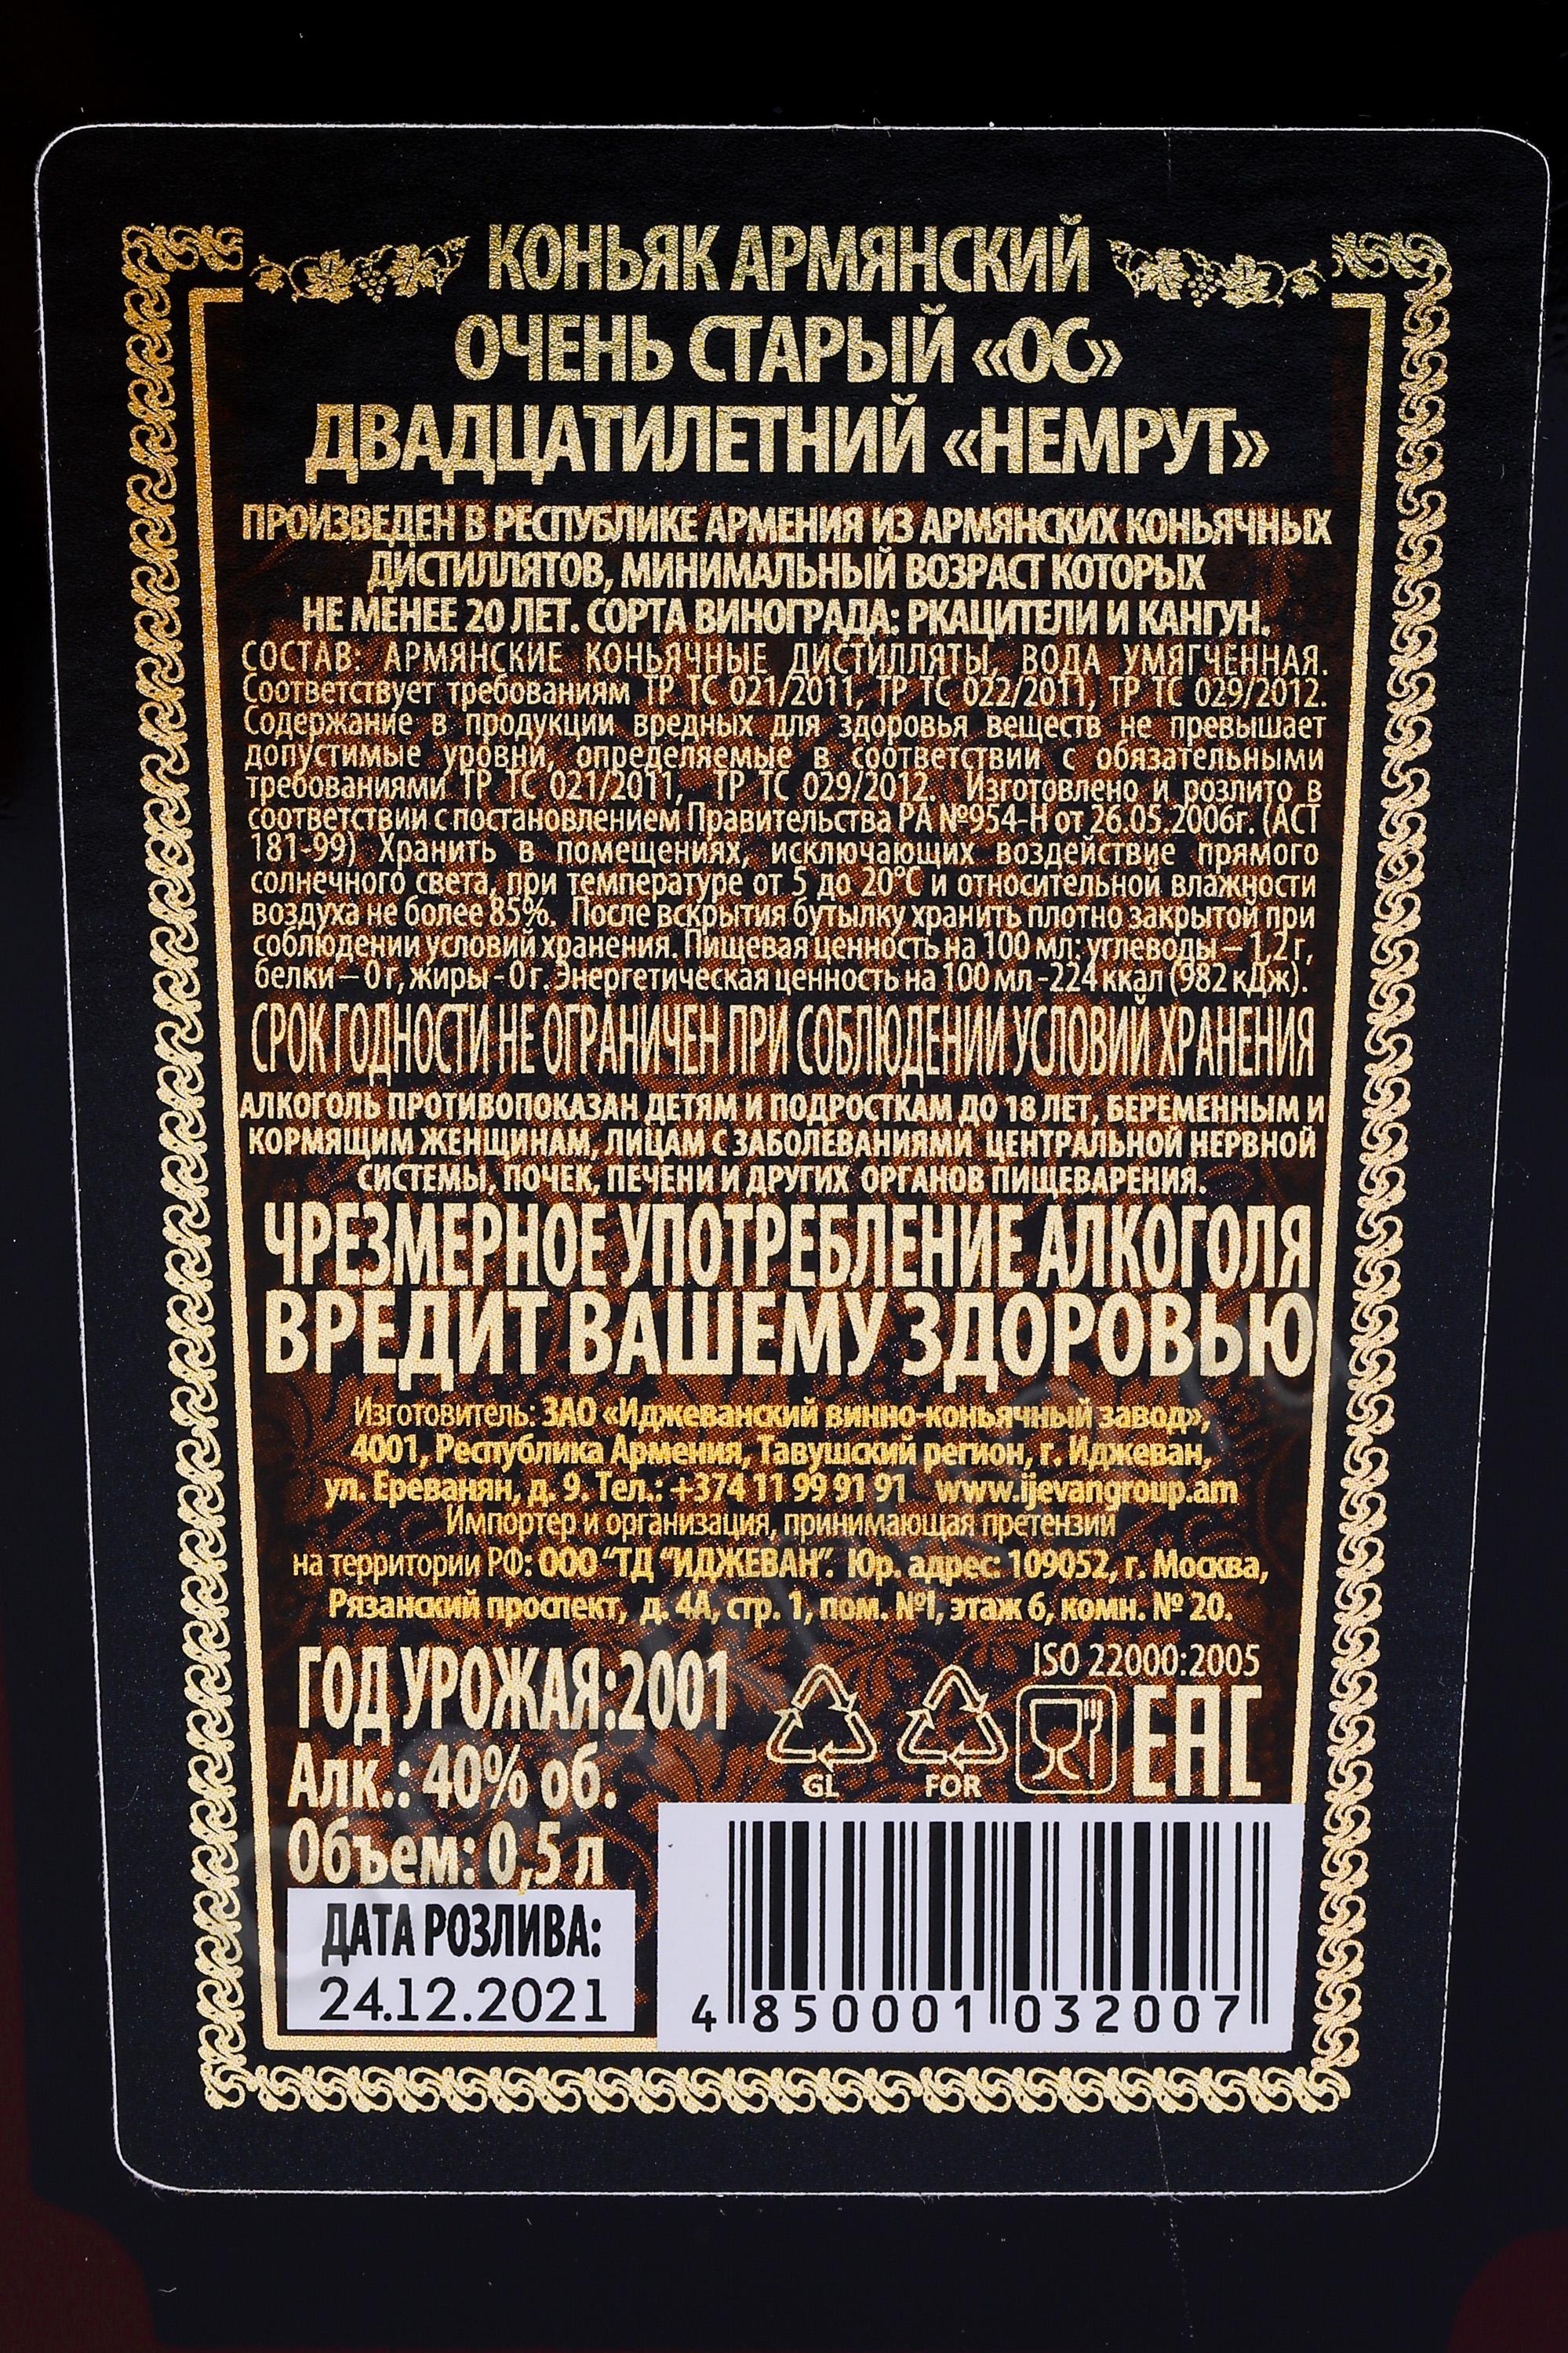 КОНЬЯК АРМЯНСКИЙ
ОЧЕНЬ СТАРЫЙ «ОС»
ДВАДЦАТИЛЕТНИЙ «НЕМРУТ»
ПРОИЗВЕДЕН В РЕСПУБЛИКЕ АРМЕНИЯ ИЗ АРМЯНСКИХ КОНЬЯЧНЫХ
ДИСТИЛЛЯТОВ, МИНИМАЛЬНЫЙ ВОЗРАСТ КОТОРЫХ
НЕ МЕНЕЕ 20 ЛЕТ. СОРТА ВИНОГРАДА: РКАЦИТЕЛИ И КАНГУН.
СОСТАВ: АРМЯНСКИЕ КОНЬЯЧНЫЕ ДИСТИЛЛЯТЫ, ВОДА УМЯГЧЕННАЯ.
Соответствует требованиям ТР ТС 021/2011, ТР ТС 022/2011, ТР ТС 029/2012.
Содержание в продукции вредных для здоровья веществ не превышает
допустимые уровни, определяемые в соответствии с обязательными
требованиями ТР ТС 021/2011, ТР ТС 029/2012. Изготовлено и розлито в
соответствии с постановлением Правительства РА №954-Н от 26.05.2006г. (АСТ
181-99) Хранить в помещениях, исключающих воздействие прямого
солнечного света, при температуре от 5 до 20°С и относительной влажности
воздуха не более 85%. После вскрытия бутылку хранить плотно закрытой при
соблюдении условий хранения. Пищевая ценность на 100 мл: углеводы – 1,2 г,
белки – 0 г, жиры - 0 г. Энергетическая ценность на 100 мл -224 ккал (982 кДж).
СРОК ГОДНОСТИ НЕ ОГРАНИЧЕН ПРИ СОБЛЮДЕНИИ УСЛОВИЙ ХРАНЕНИЯ
АЛКОГОЛЬ ПРОТИВОПОКАЗАН ДЕТЯМ И ПОДРОСТКАМ ДО 18 ЛЕТ, БЕРЕМЕННЫМ И
КОРМЯЩИМ ЖЕНЩИНАМ, ЛИЦАМ С ЗАБОЛЕВАНИЯМИ ЦЕНТРАЛЬНОЙ НЕРВНОЙ
СИСТЕМЫ, ПОЧЕК, ПЕЧЕНИ И ДРУГИХ ОРГАНОВ ПИЩЕВАРЕНИЯ.
ЧРЕЗМЕРНОЕ УПОТРЕБЛЕНИЕ АЛКОГОЛЯ
ВРЕДИТ ВАШЕМУ ЗДОРОВЬЮ
Изготовитель: ЗАО «Иджеванский винно-коньячный завод»,
4001, Республика Армения, Тавушский регион, г. Иджеван,
ул. Ереванян, д. 9. Тел.: +374 11 99 91 91 www.ijevangroup.am
Импортер и организация, принимающая претензии
на территории РФ: ООО “ТД “ИДЖЕВАН”. Юр. адрес: 109052, г. Москва,
Рязанский проспект, д. 4А, стр. 1, пом. №I, этаж 6, комн. № 20.
ГОД УРОЖАЯ:2001
ISO 22000:2005
GL
FOR
EAC
Алк.: 40% об.
Объем: 0,5 л
ДАТА РОЗЛИВА:
24.12.2021
4 850001 032007